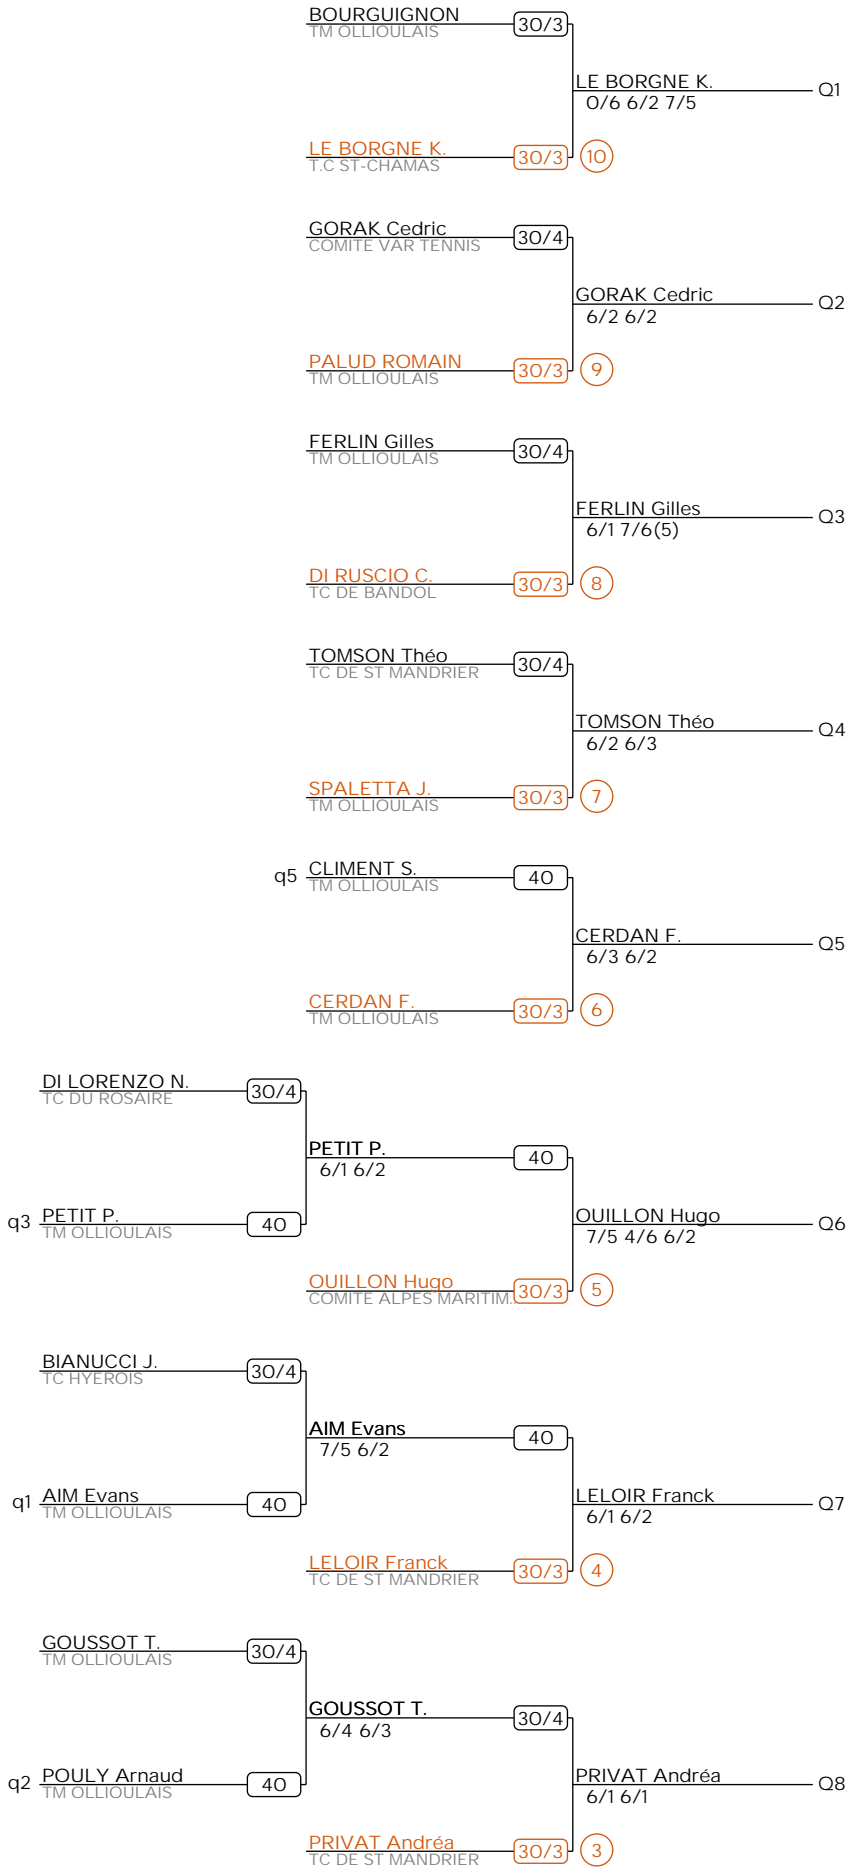 BOURGUIGNON
TM OLLIOULAIS
30/3
LE BORGNE K.
0/6 6/2 7/5
Q1
LE BORGNE K.
T.C ST-CHAMAS
30/3
10
GORAK Cedric
COMITE VAR TENNIS
30/4
GORAK Cedric
6/2 6/2
Q2
PALUD ROMAIN
TM OLLIOULAIS
30/3
9
FERLIN Gilles
TM OLLIOULAIS
30/4
FERLIN Gilles
6/1 7/6(5)
Q3
DI RUSCIO C.
TC DE BANDOL
30/3
8
TOMSON Théo
TC DE ST MANDRIER
30/4
TOMSON Théo
6/2 6/3
Q4
SPALETTA J.
TM OLLIOULAIS
30/3
7
q5 CLIMENT S.
TM OLLIOULAIS
40
CERDAN F.
6/3 6/2
Q5
CERDAN F.
TM OLLIOULAIS
30/3
6
DI LORENZO N.
TC DU ROSAIRE
30/4
PETIT P.
6/1 6/2
40
q3 PETIT P.
TM OLLIOULAIS
40
OUILLON Hugo
7/5 4/6 6/2
Q6
OUILLON Hugo
COMITE ALPES MARITIM...
30/3
5
BIANUCCI J.
TC HYEROIS
30/4
AIM Evans
7/5 6/2
40
q1 AIM Evans
TM OLLIOULAIS
40
LELOIR Franck
6/1 6/2
Q7
LELOIR Franck
TC DE ST MANDRIER
30/3
4
GOUSSOT T.
TM OLLIOULAIS
30/4
GOUSSOT T.
6/4 6/3
30/4
q2 POULY Arnaud
TM OLLIOULAIS
40
PRIVAT Andréa
6/1 6/1
Q8
PRIVAT Andréa
TC DE ST MANDRIER
30/3
3